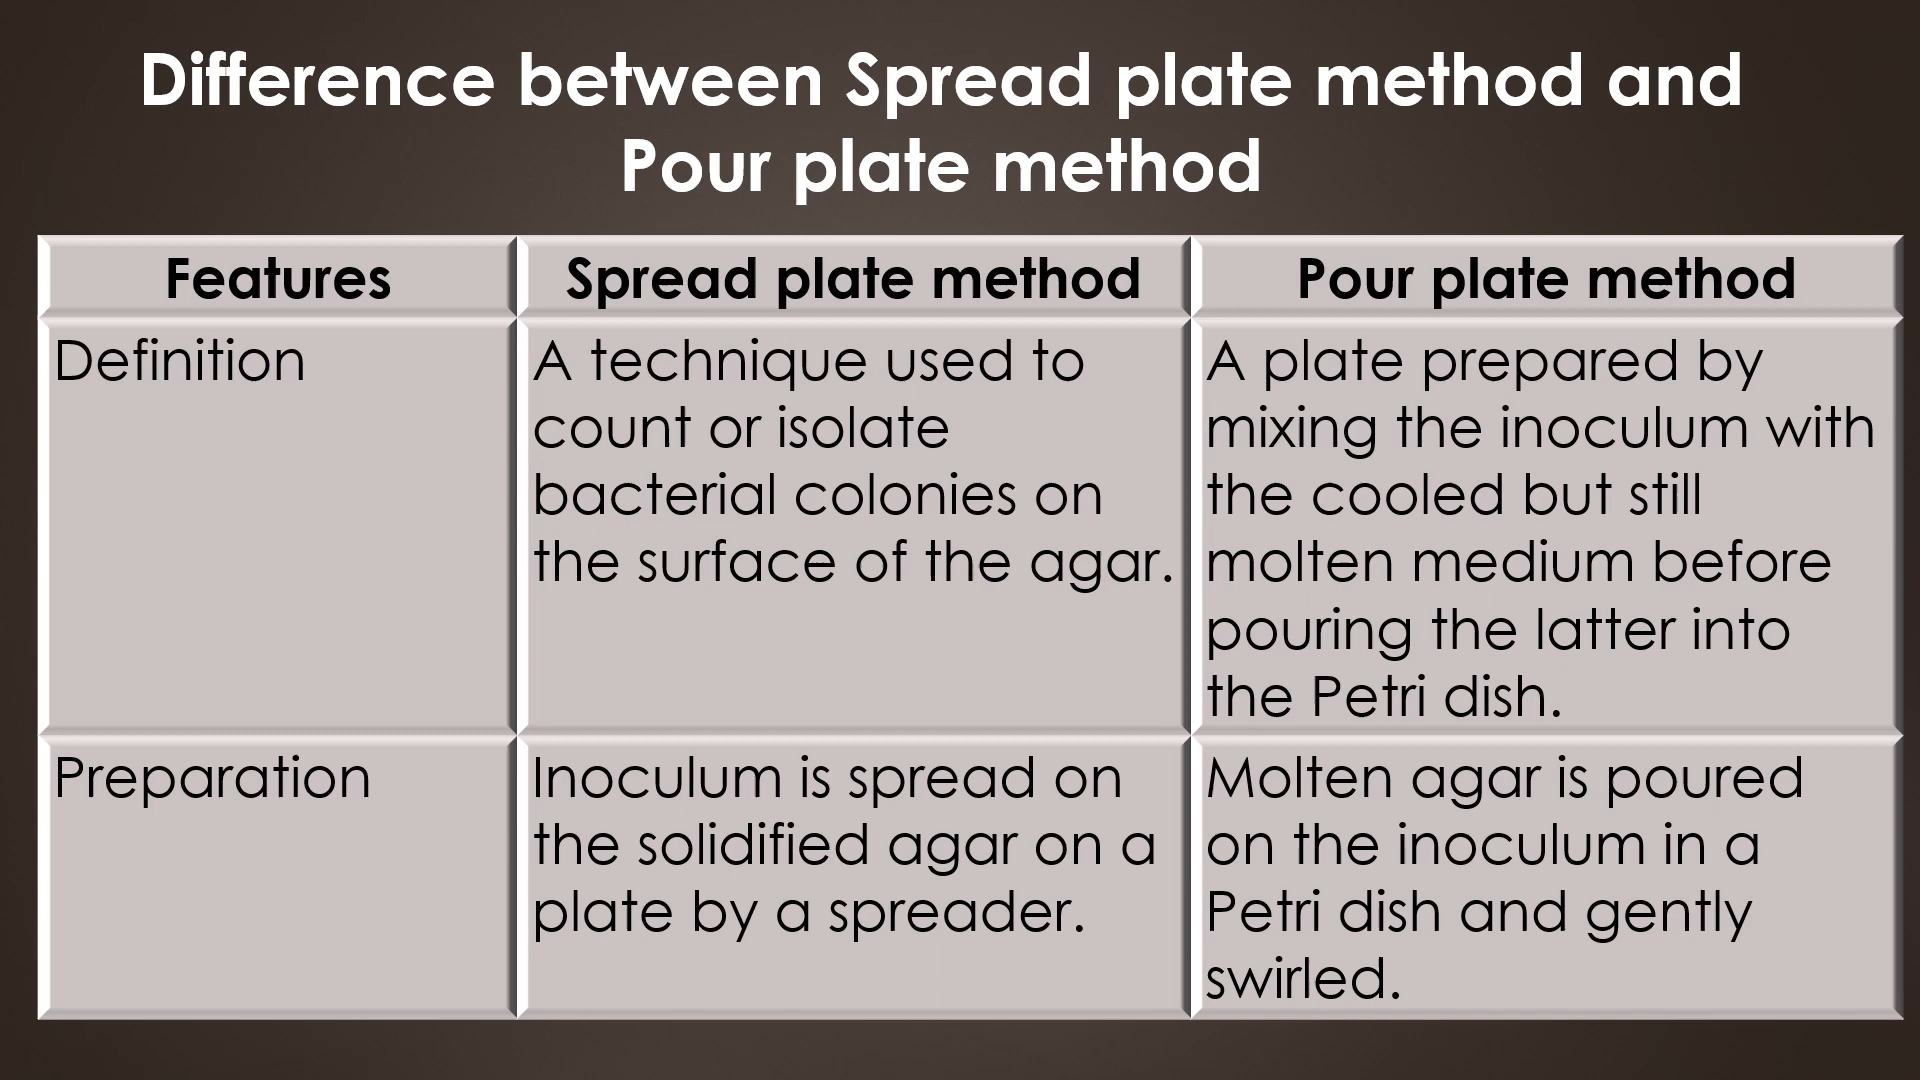 Difference between Spread plate method and
Pour plate method
Features
Spread plate method
Pour plate method
Definition
A technique used to
count or isolate
bacterial colonies on
the surface of the agar.
A plate prepared by
mixing the inoculum with
the cooled but still
molten medium before
pouring the latter into
the Petri dish.
Preparation
Inoculum is spread on
the solidified agar on a
plate by a spreader.
Molten agar is poured
on the inoculum in a
Petri dish and gently
swirled.